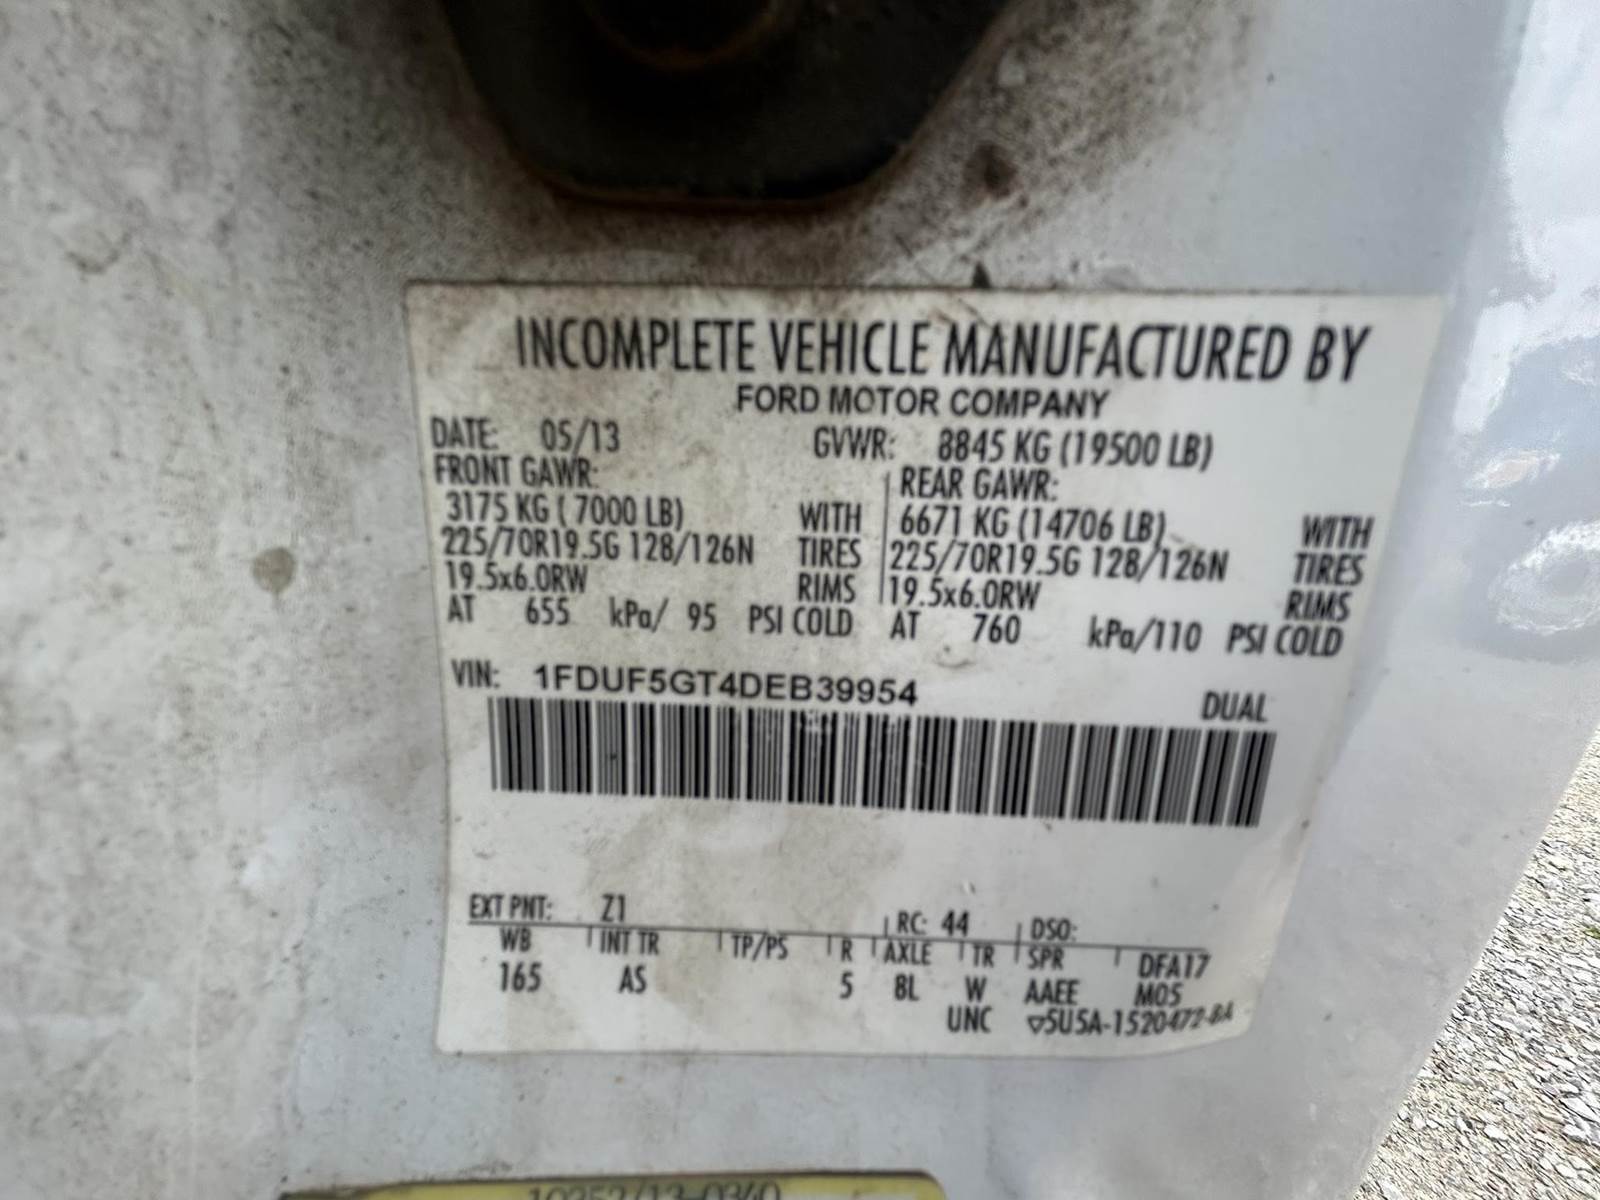 INCOMPLETE VEHICLE MANUFACTURED BY
FORD MOTOR COMPANY
DATE: 05/13 GVWR: 8845 KG (19500 LB)
FRONT GAWR: REAR GAWR:
3175 KG ( 7000 LB) WITH 6671 KG (14706 LB) WITH
225/70R19.5G 128/126N TIRES 225/70R19.5G 128/126N TIRES
19.5x6.0RW RIMS 19.5x6.0RW RIMS
AT 655 kPa/ 95 PSI COLD AT 760 kPa/110 PSI COLD
VIN: 1FDUF5GT4DEB39954 DUAL
EXT PNT: Z1 RC: 44 DSO:
WB INT TR TP/PS R AXLE TR SPR DFA17
165 AS 5 8L W AAEE M05
UNC ▽5U5A-1520472-BA